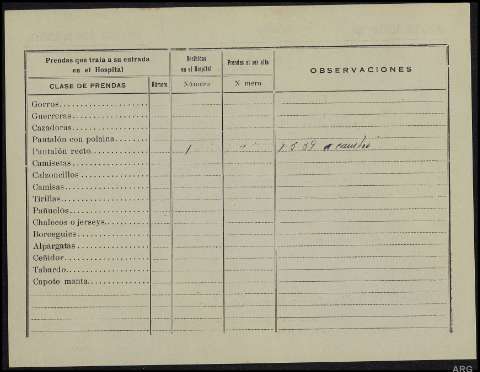 Prendas que traía a su entrada en el Hospital
Recibidas en el Hospital
Prendas al ser alta
OBSERVACIONES
CLASE DE PRENDAS
Número
Número
Número
Gorros
Guerreras
Cazadoras
Pantalón con polaina
Pantalón recto 1
Camisetas
Calzoncillos
Camisas
Tirillas
Pañuelos
Chalecos o jerseys
Borceguíes
Alpargatas
Ceñidor
Tabardo
Capote manta
ARG